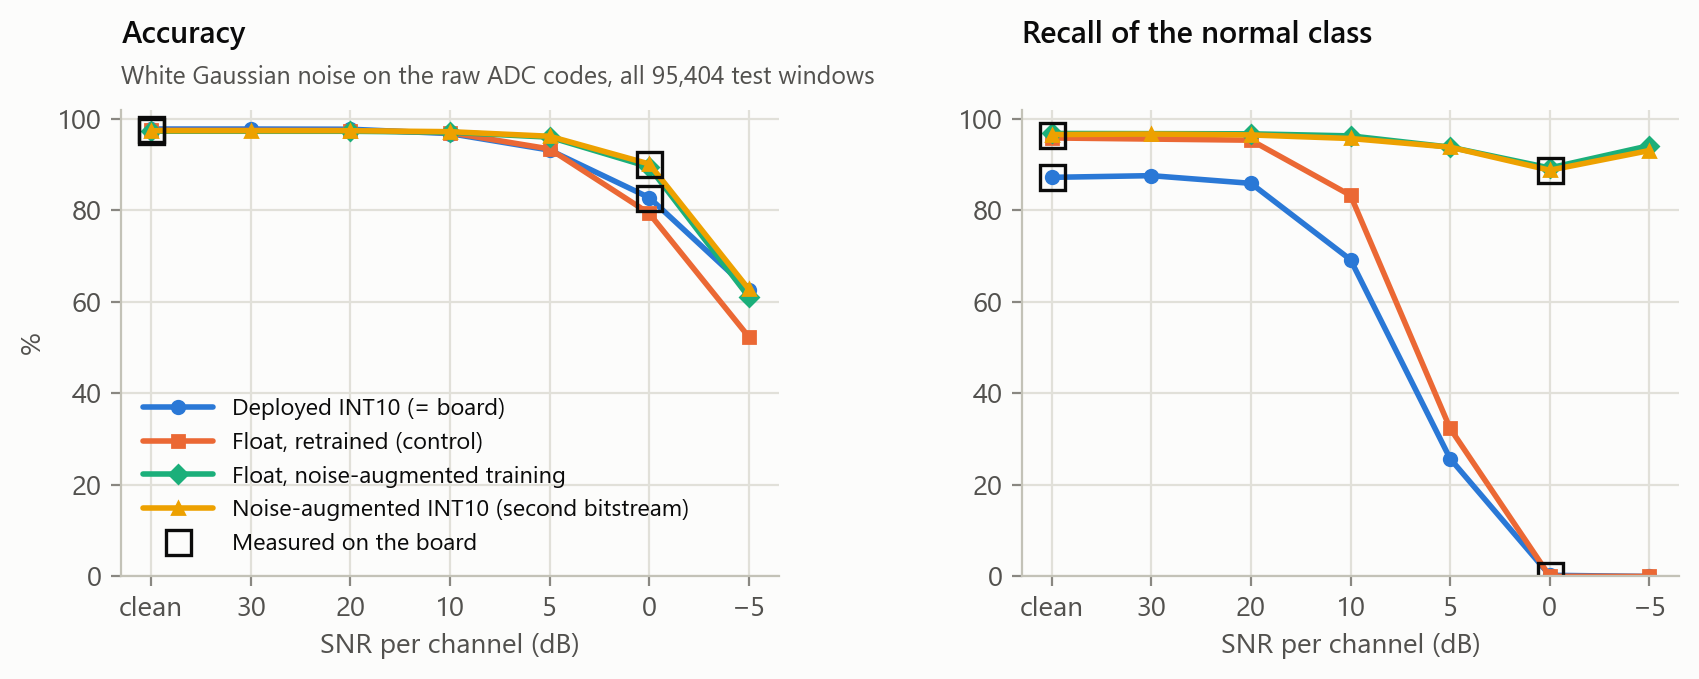 Accuracy
White Gaussian noise on the raw ADC codes, all 95,404 test windows
100
80
60
40
20
0
%
Deployed INT10 (= board)
Float, retrained (control)
Float, noise-augmented training
Noise-augmented INT10 (second bitstream)
Measured on the board
clean 30 20 10 5 0 −5
SNR per channel (dB)
Recall of the normal class
100
80
60
40
20
0
clean 30 20 10 5 0 −5
SNR per channel (dB)